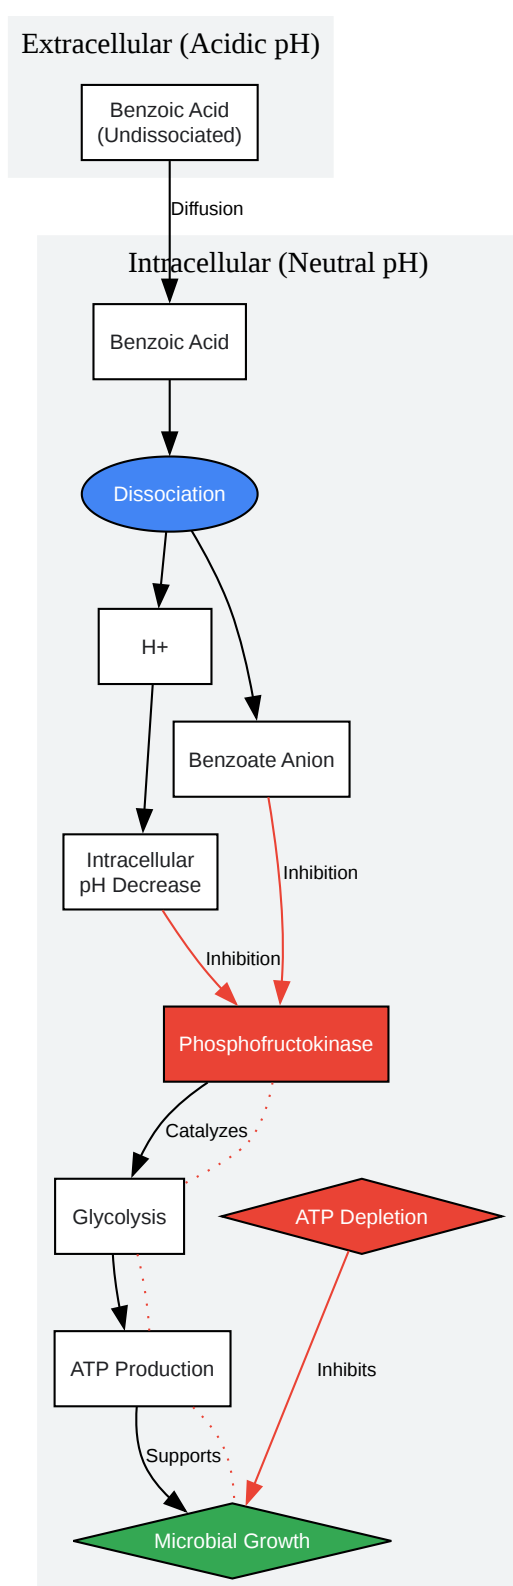 Extracellular (Acidic pH)
Benzoic Acid
(Undissociated)
Diffusion
Intracellular (Neutral pH)
Benzoic Acid
Dissociation
H+
Benzoate Anion
Intracellular
pH Decrease
Inhibition
Inhibition
Phosphofructokinase
Catalyzes
Glycolysis
ATP Depletion
ATP Production
Inhibits
Supports
Microbial Growth